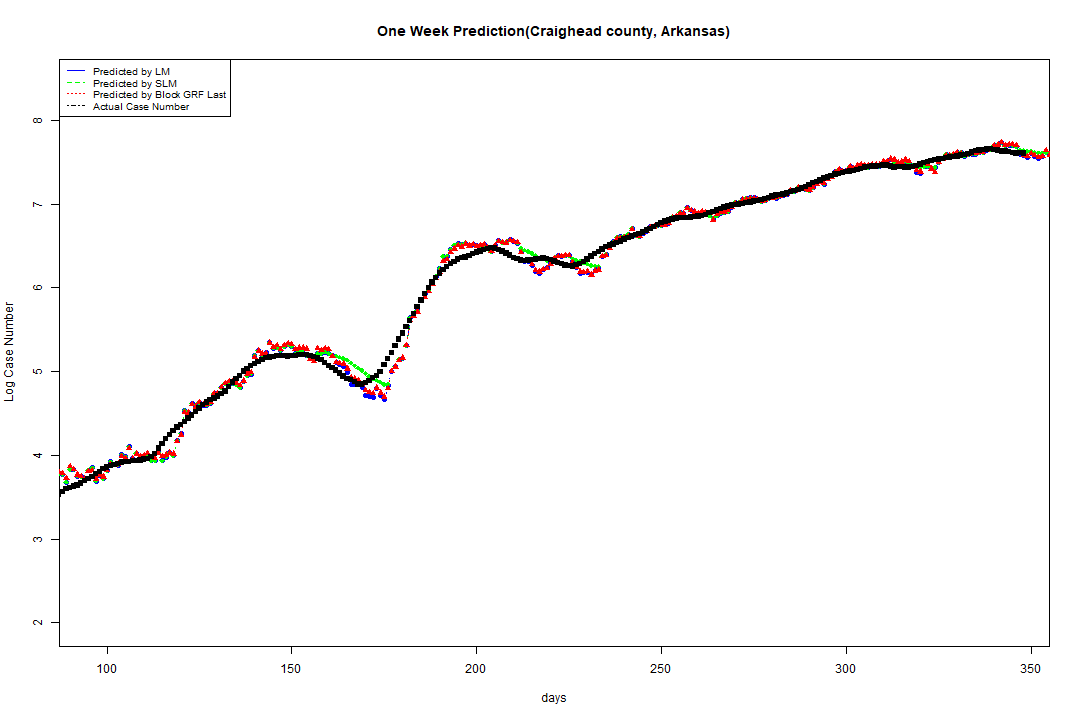 One Week Prediction(Craighead county, Arkansas)
Predicted by LM
Predicted by SLM
Predicted by Block GRF Last
Actual Case Number
Log Case Number
8
7
6
5
4
3
2
100 150 200 250 300 350
days